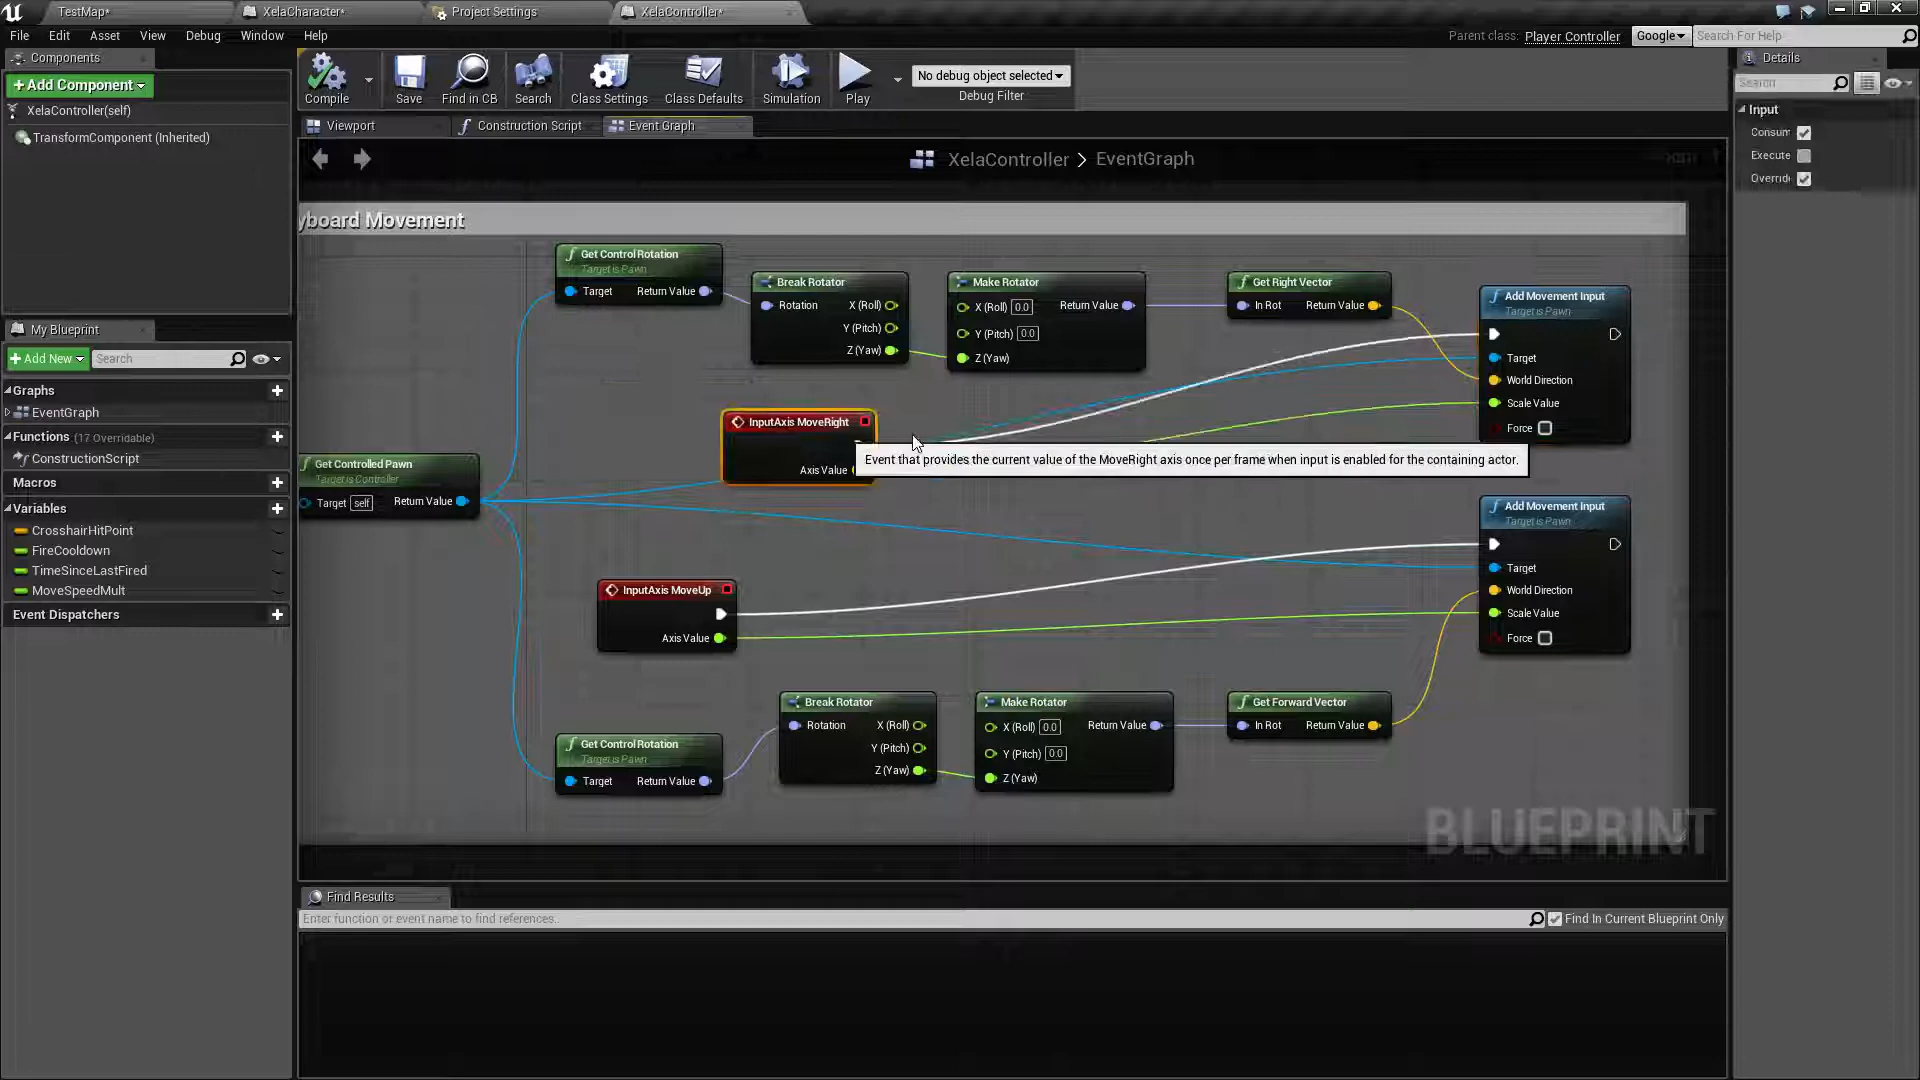 TestMap*
XelaCharacter*
Project Settings
XelaController*
File Edit Asset View Debug Window Help
Parent class: Player Controller
Google
Search For Help
Components
+Add Component
XelaController(self)
TransformComponent (Inherited)
Compile
Save
Find in CB
Search
Class Settings
Class Defaults
Simulation
Play
No debug object selected
Debug Filter
Details
Search
Input
Consum
Execute
Overrid
Viewport
Construction Script
Event Graph
XelaController > EventGraph
yboard Movement
My Blueprint
+Add New
Search
Graphs
EventGraph
Functions (17 Overridable)
ConstructionScript
Macros
Variables
CrosshairHitPoint
FireCooldown
TimeSinceLastFired
MoveSpeedMult
Event Dispatchers
Get Control Rotation
Target is Pawn
Target Return Value
Break Rotator
Rotation X (Roll)
Y (Pitch)
Z (Yaw)
Make Rotator
X (Roll) 0.0 Return Value
Y (Pitch) 0.0
Z (Yaw)
Get Right Vector
In Rot Return Value
Add Movement Input
Target is Pawn
Target
World Direction
Scale Value
Force
InputAxis MoveRight
Axis Value
Event that provides the current value of the MoveRight axis once per frame when input is enabled for the containing actor.
Get Controlled Pawn
Target is Controller
Target self Return Value
Add Movement Input
Target is Pawn
Target
World Direction
Scale Value
Force
InputAxis MoveUp
Axis Value
Get Control Rotation
Target is Pawn
Target Return Value
Break Rotator
Rotation X (Roll)
Y (Pitch)
Z (Yaw)
Make Rotator
X (Roll) 0.0 Return Value
Y (Pitch) 0.0
Z (Yaw)
Get Forward Vector
In Rot Return Value
BLUEPRINT
Find Results
Enter function or event name to find references..
Find In Current Blueprint Only